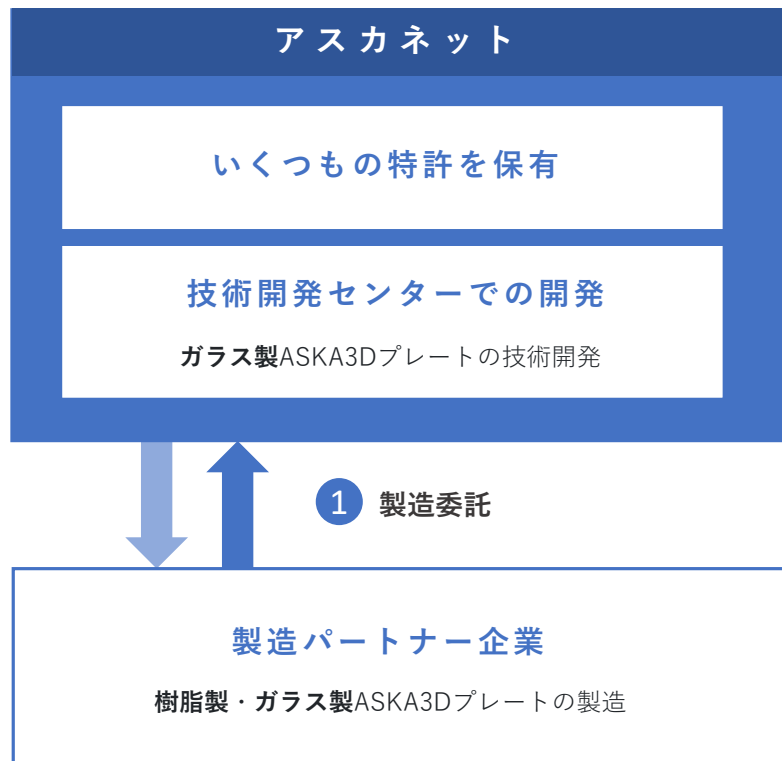 アスカネット
いくつもの特許を保有
技術開発センターでの開発
ガラス製ASKA3Dプレートの技術開発
1 製造委託
製造パートナー企業
樹脂製・ガラス製ASKA3Dプレートの製造